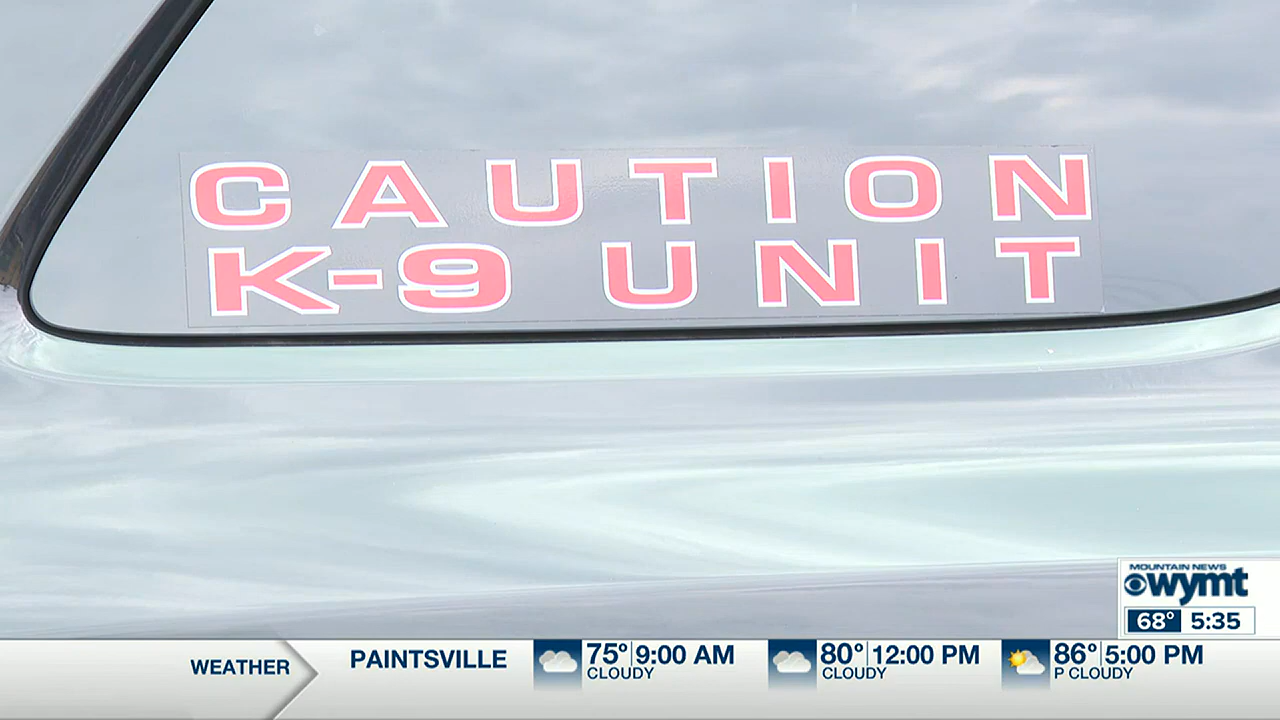 CAUTION
K-9 UNIT
MOUNTAIN NEWS
wymt
68° 5:35
WEATHER
PAINTSVILLE
75° 9:00 AM
CLOUDY
80° 12:00 PM
CLOUDY
86° 5:00 PM
P CLOUDY